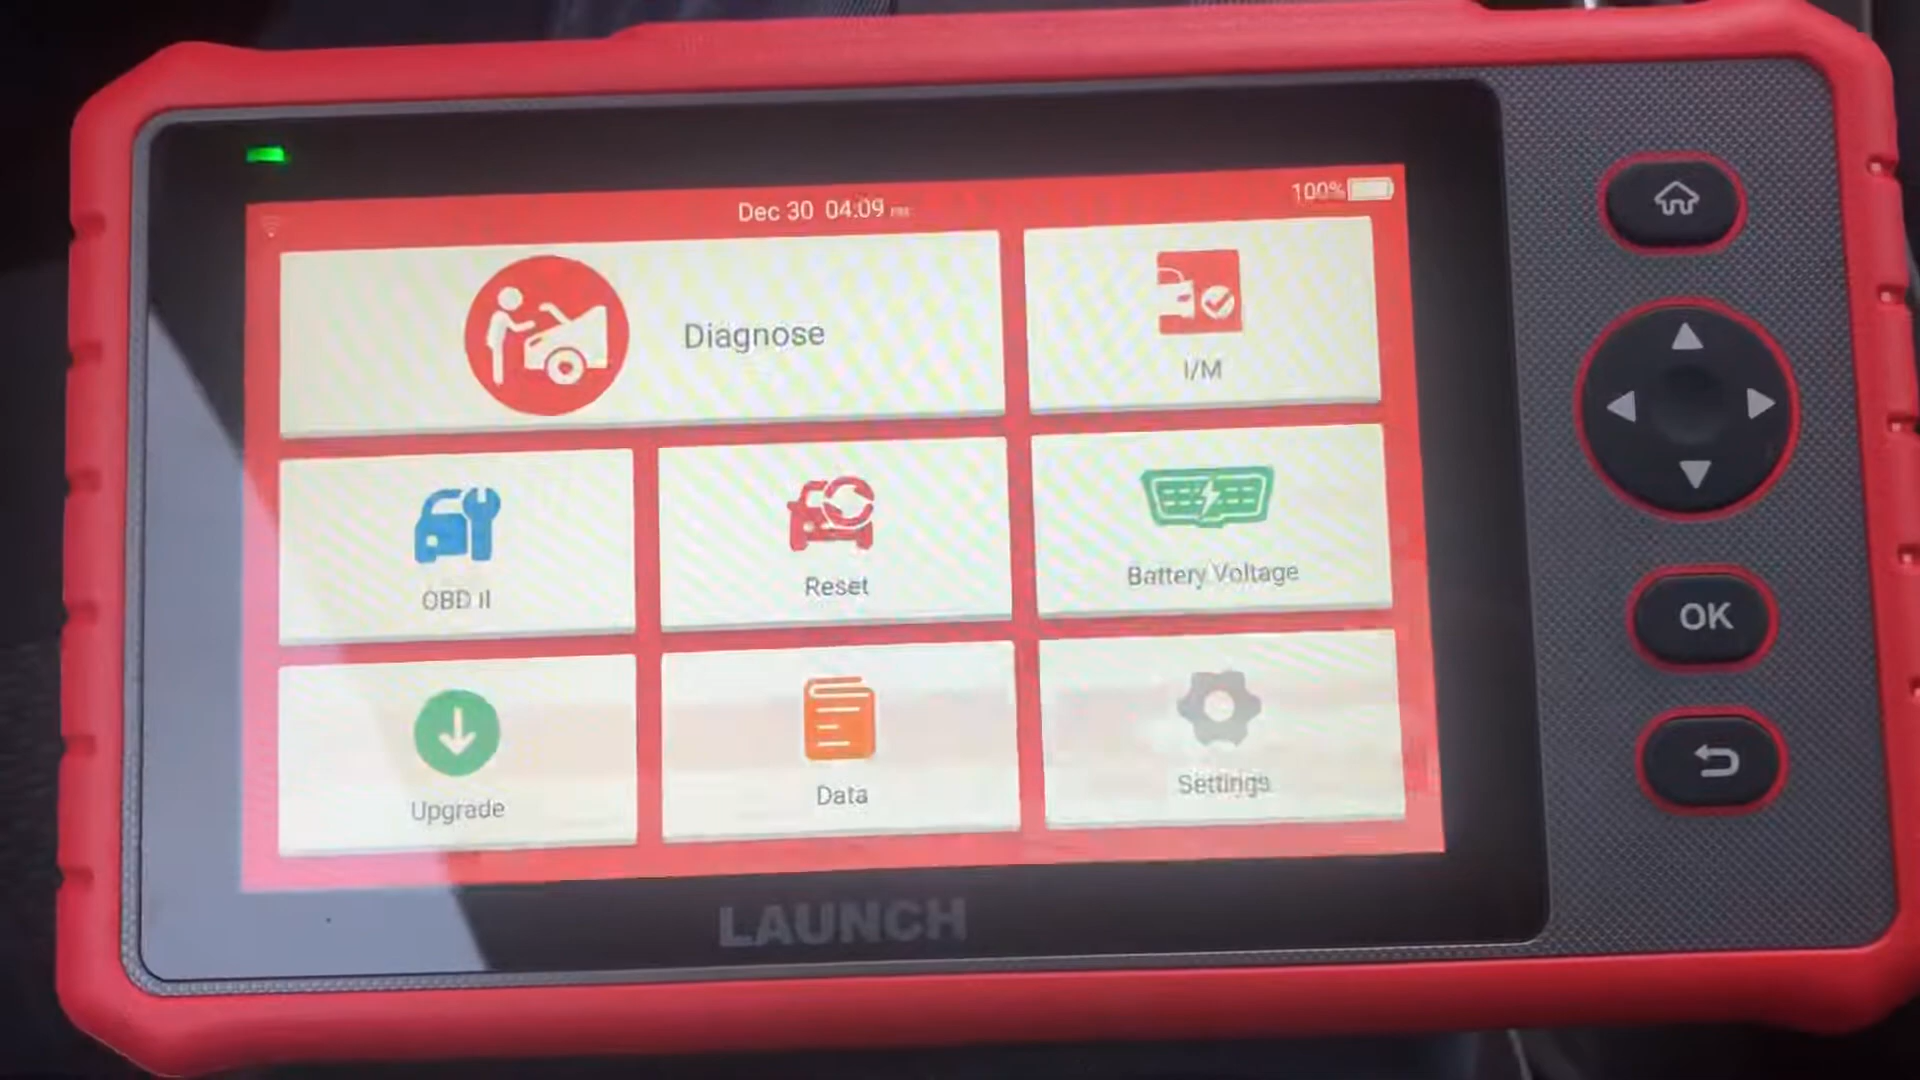 Dec 30 04:09 PM
100%
Diagnose
I/M
OBD II
Reset
Battery Voltage
Upgrade
Data
Settings
LAUNCH
OK